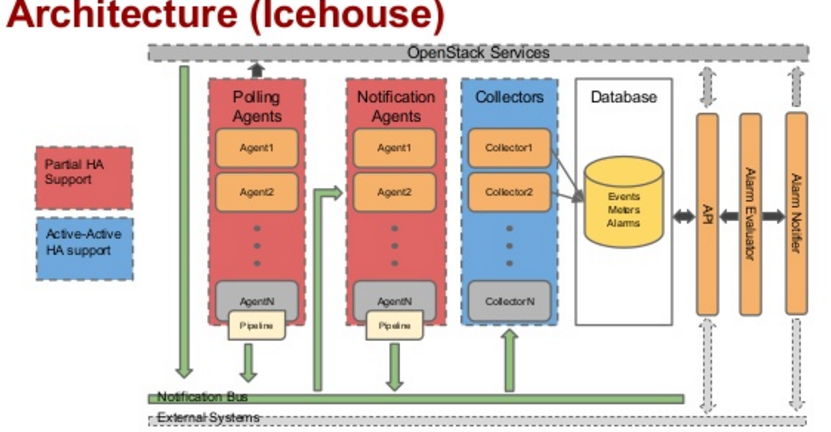 Architecture (Icehouse)
OpenStack Services
Partial HA
Support
Active-Active
HA support
Polling
Agents
Agent1
Agent2
AgentN
Pipeline
Notification
Agents
Agent1
Agent2
AgentN
Pipeline
Collectors
Collector1
Collector2
CollectorN
Database
Events
Meters
Alarms
API
Alarm Evaluator
Alarm Notifier
Notification Bus
External Systems